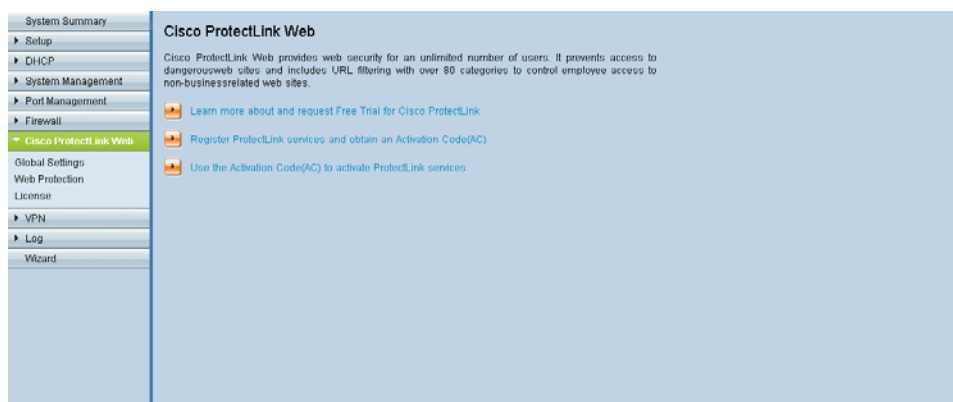 System Summary
Setup
DHCP
System Management
Port Management
Firewall
Cisco ProtectLink Web
Global Settings
Web Protection
License
VPN
Log
Wizard
Cisco ProtectLink Web
Cisco ProtectLink Web provides web security for an unlimited number of users. It prevents access to
dangerousweb sites and includes URL filtering with over 80 categories to control employee access to
non-businessrelated web sites.
Learn more about and request Free Trial for Cisco ProtectLink
Register ProtectLink services and obtain an Activation Code(AC)
Use the Activation Code(AC) to activate ProtectLink services